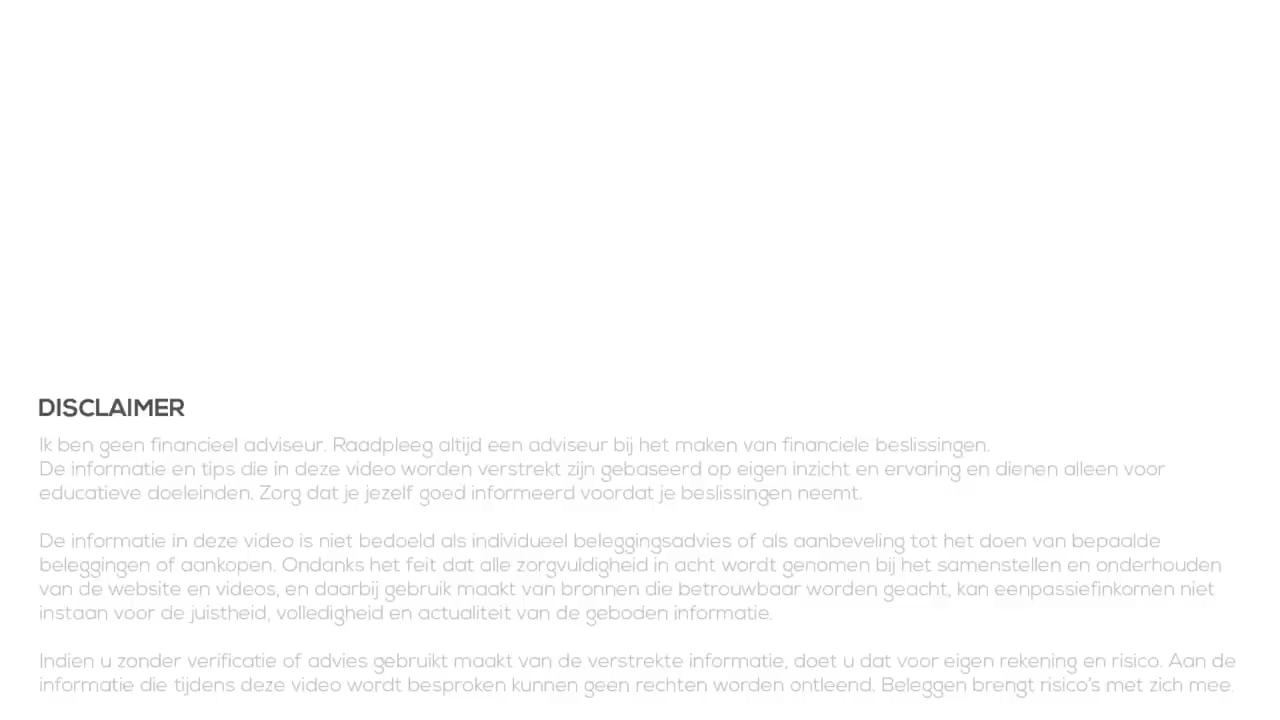 DISCLAIMER
Ik ben geen financieel adviseur. Raadpleeg altijd een adviseur bij het maken van financiele beslissingen.
De informatie en tips die in deze video worden verstrekt zijn gebaseerd op eigen inzicht en ervaring en dienen alleen voor
educatieve doeleinden. Zorg dat je jezelf goed informeerd voordat je beslissingen neemt.
De informatie in deze video is niet bedoeld als individueel beleggingsadvies of als aanbeveling tot het doen van bepaalde
beleggingen of aankopen. Ondanks het feit dat alle zorgvuldigheid in acht wordt genomen bij het samenstellen en onderhouden
van de website en videos, en daarbij gebruik maakt van bronnen die betrouwbaar worden geacht, kan eenpassiefinkomen niet
instaan voor de juistheid, volledigheid en actualiteit van de geboden informatie.
Indien u zonder verificatie of advies gebruikt maakt van de verstrekte informatie, doet u dat voor eigen rekening en risico. Aan de
informatie die tijdens deze video wordt besproken kunnen geen rechten worden ontleend. Beleggen brengt risico's met zich mee.